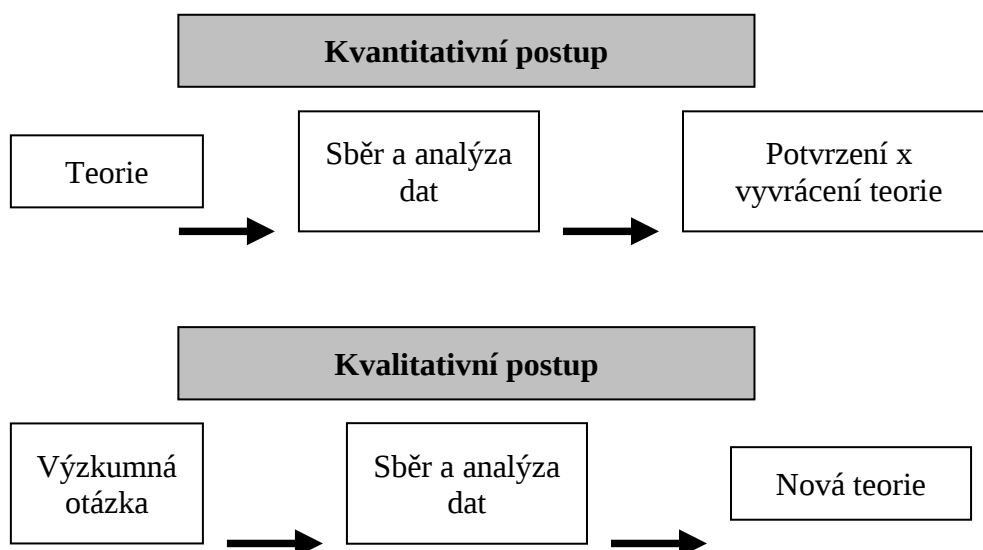 Kvantitativní postup
Teorie
Sběr a analýza
dat
Potvrzení x
vyvrácení teorie
Kvalitativní postup
Výzkumná
otázka
Sběr a analýza
dat
Nová teorie